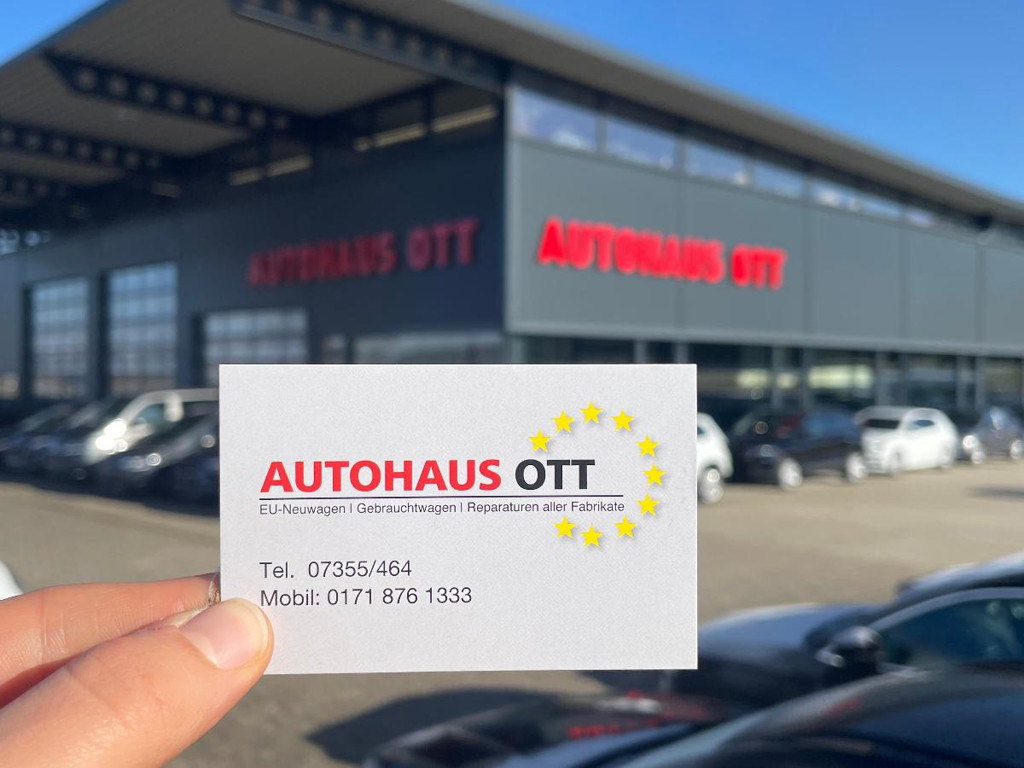 AUTOHAUS OTT
AUTOHAUS OTT
AUTOHAUS OTT
EU-Neuwagen | Gebrauchtwagen | Reparaturen aller Fabrikate
Tel. 07355/464
Mobil: 0171 876 1333